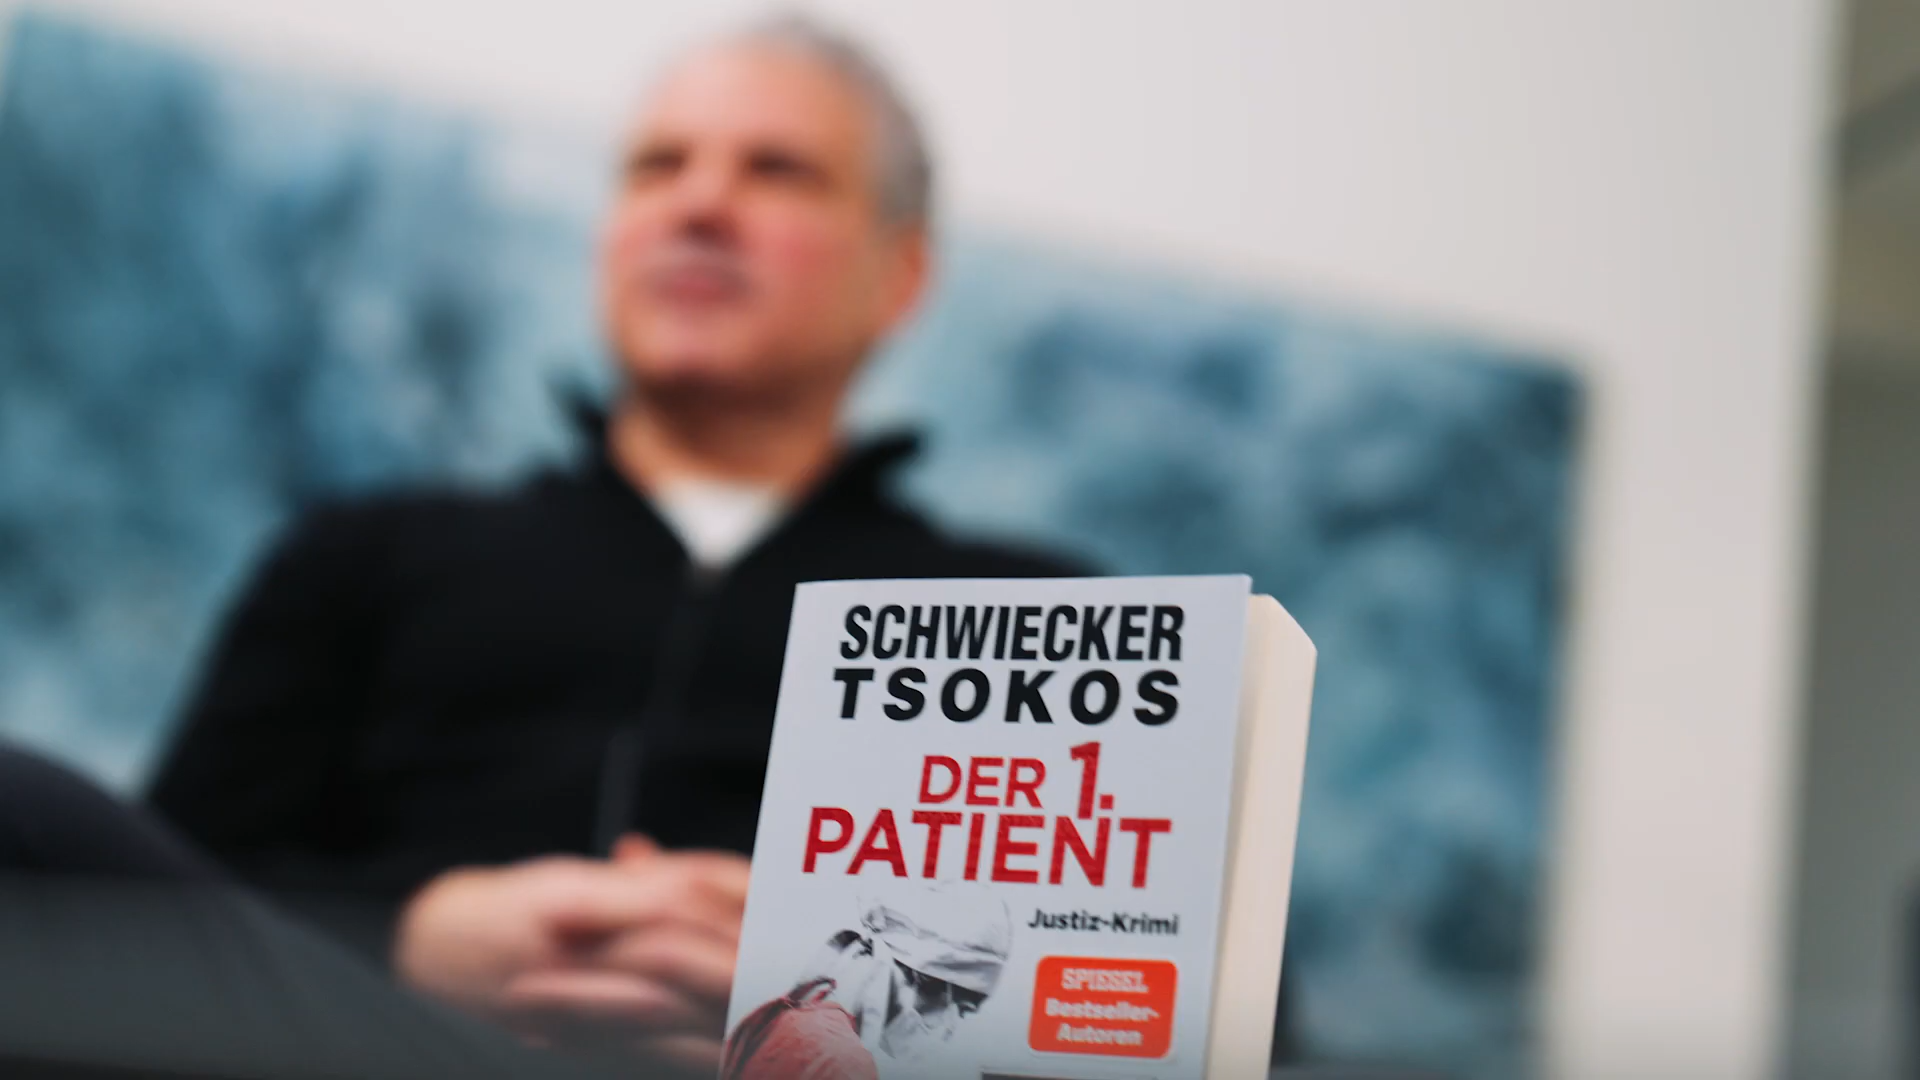 SCHWIECKER
TSOKOS
DER 1.
PATIENT
Justiz-Krimi
SPIEGEL
Bestseller-
Autoren